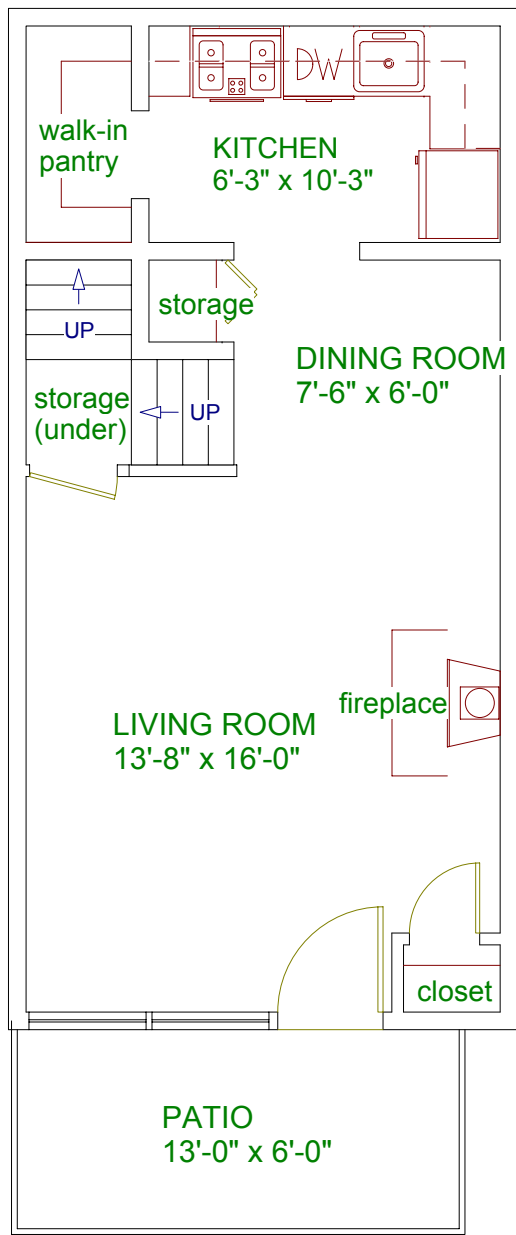 walk-in
pantry
KITCHEN
6'-3" x 10'-3"
DW
storage
UP
DINING ROOM
7'-6" x 6'-0"
storage
(under)
UP
fireplace
LIVING ROOM
13'-8" x 16'-0"
closet
PATIO
13'-0" x 6'-0"